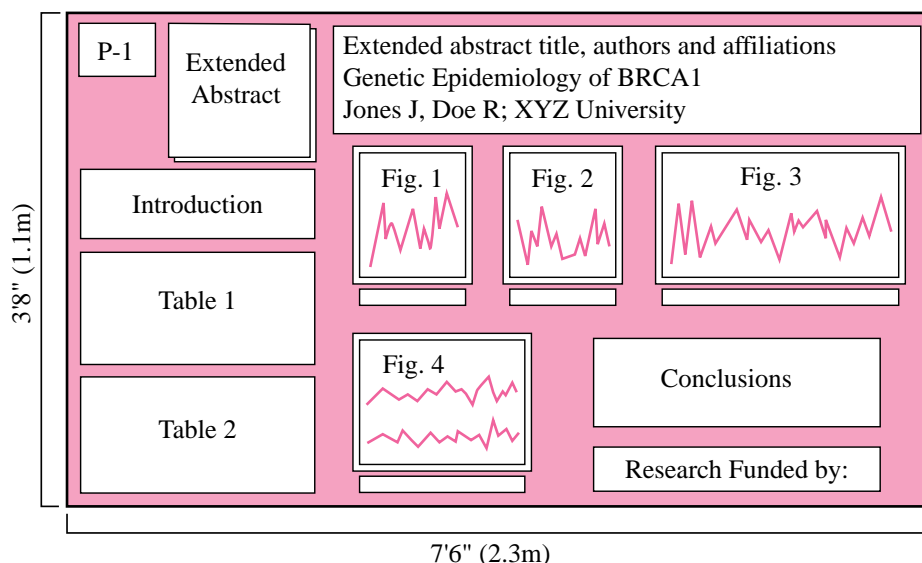 P-1
Extended
Abstract
Extended abstract title, authors and affiliations
Genetic Epidemiology of BRCA1
Jones J, Doe R; XYZ University
Introduction
Table 1
Table 2
Fig. 1
Fig. 2
Fig. 3
Fig. 4
Conclusions
Research Funded by:
3'8" (1.1m)
7'6" (2.3m)